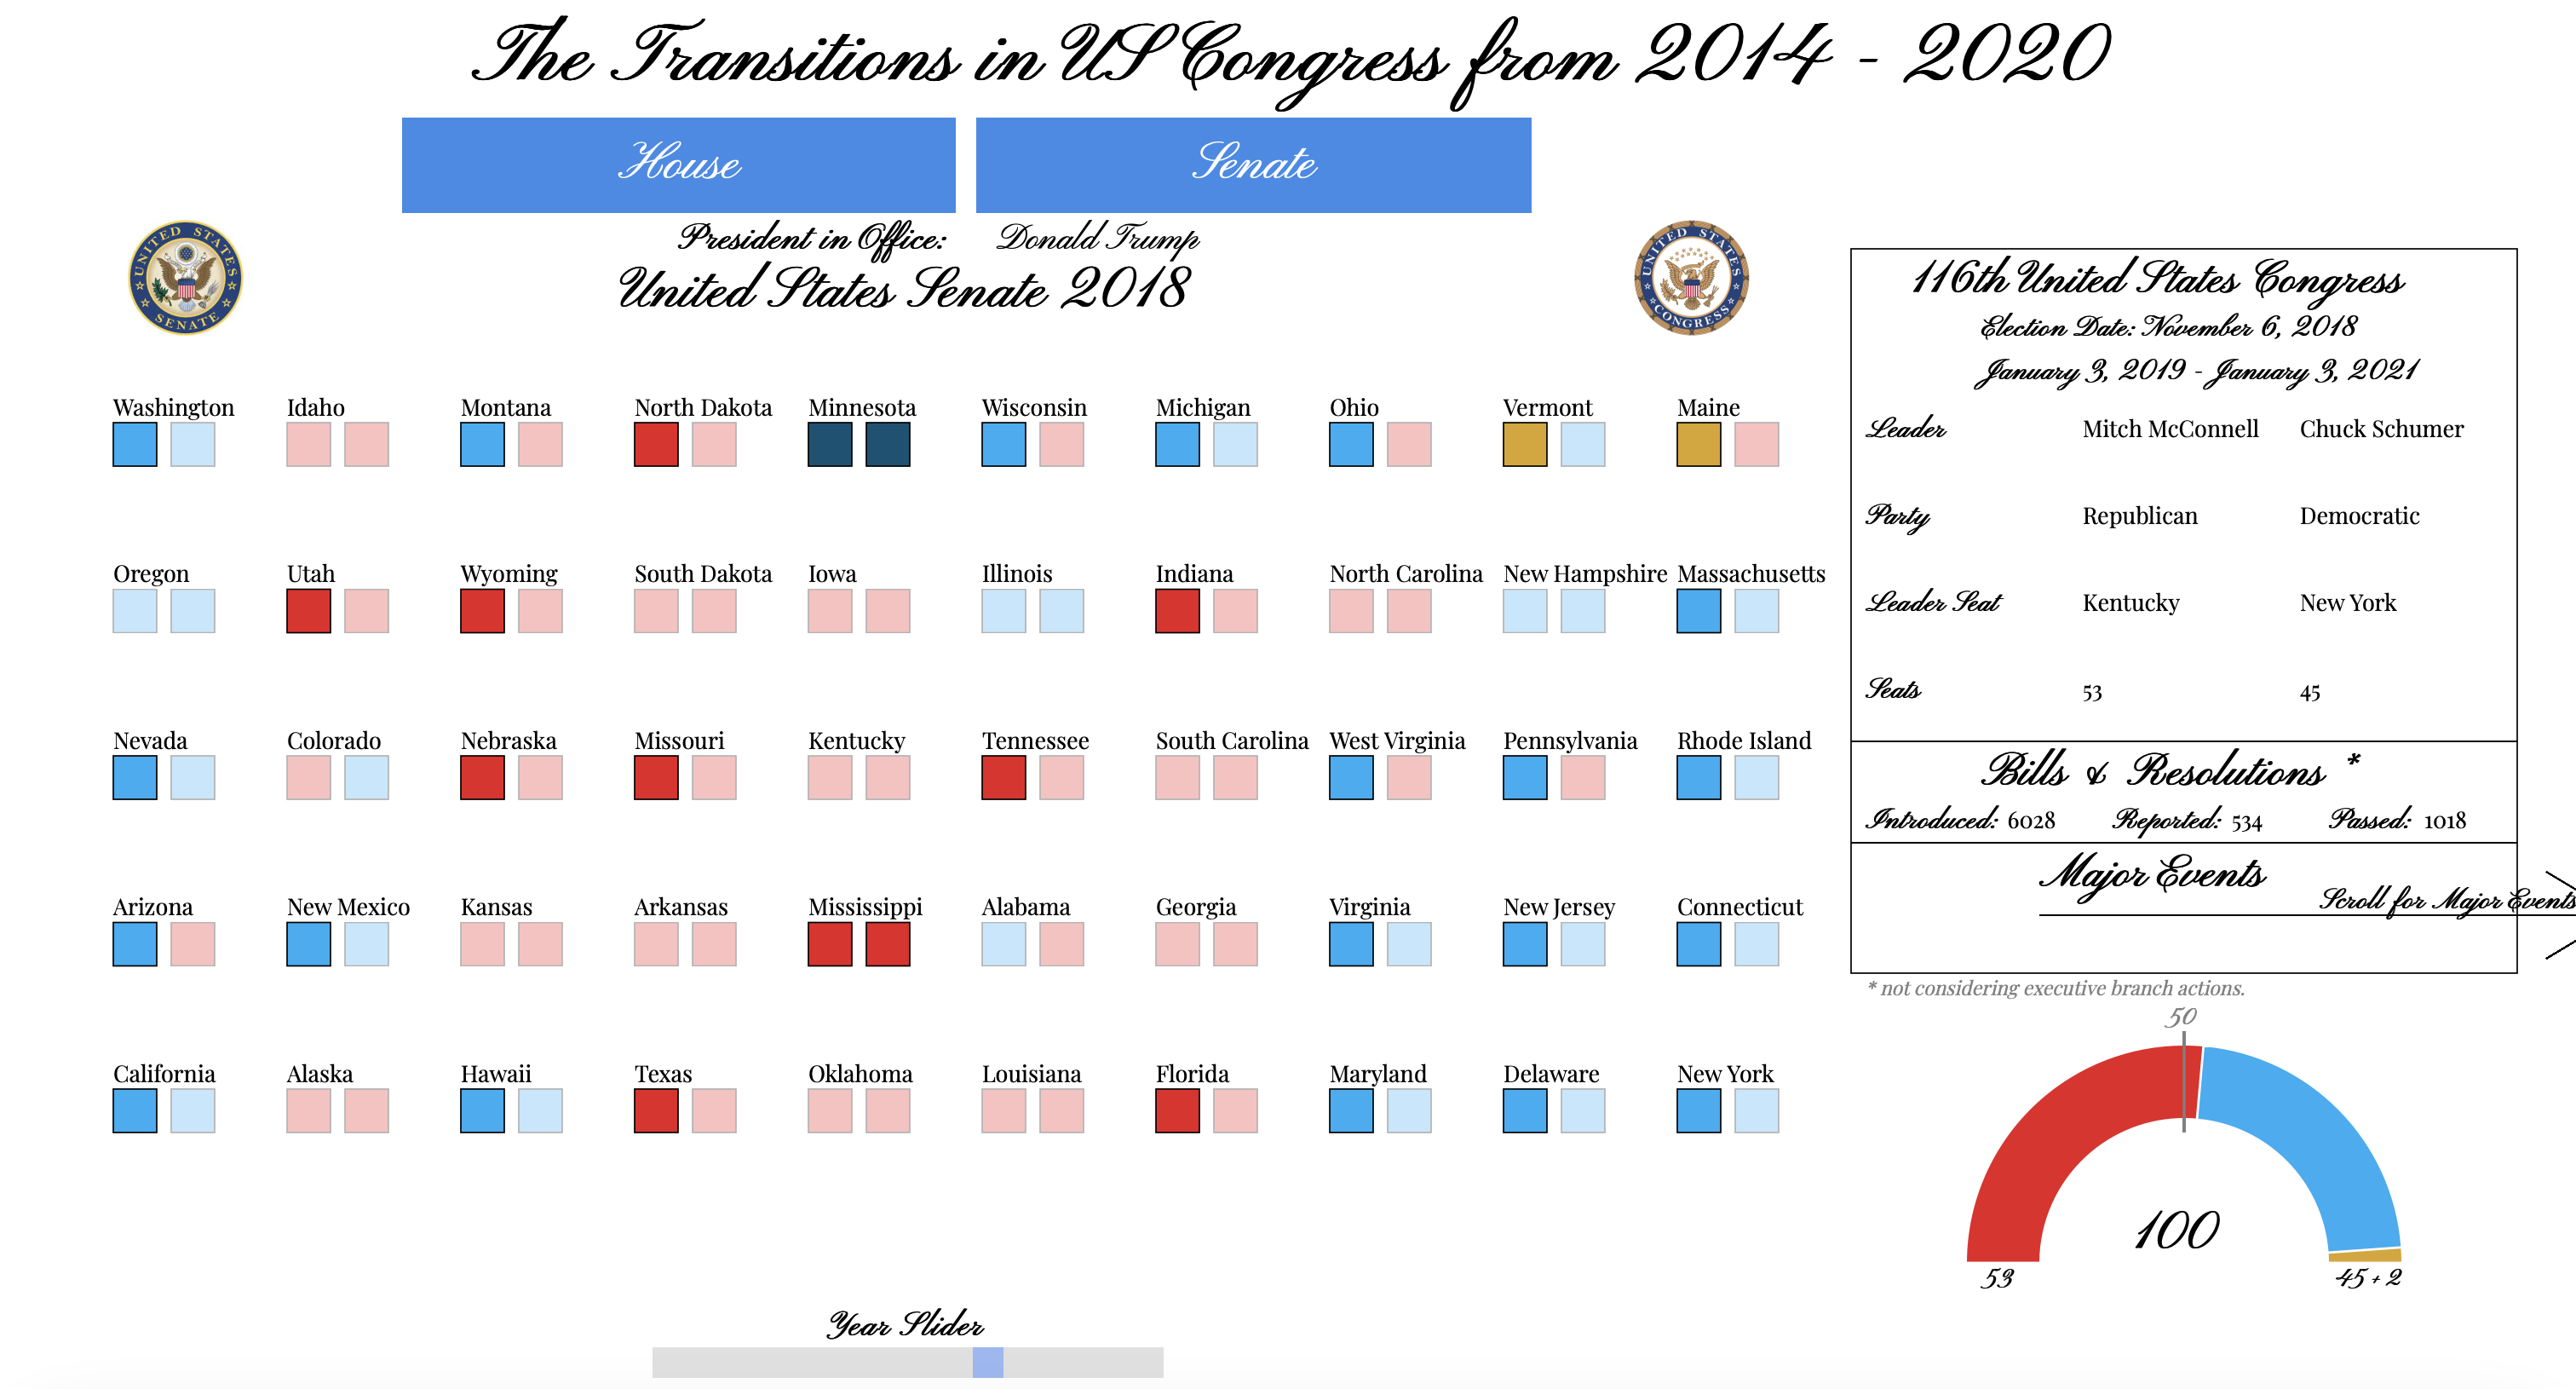 The Transitions in US Congress from 2014 - 2020
House
Senate
President in Office: Donald Trump
United States Senate 2018
UNITED STATES
SENATE
UNITED STATES
CONGRESS
Washington Idaho Montana North Dakota Minnesota Wisconsin Michigan Ohio Vermont Maine
Oregon Utah Wyoming South Dakota Iowa Illinois Indiana North Carolina New Hampshire Massachusetts
Nevada Colorado Nebraska Missouri Kentucky Tennessee South Carolina West Virginia Pennsylvania Rhode Island
Arizona New Mexico Kansas Arkansas Mississippi Alabama Georgia Virginia New Jersey Connecticut
California Alaska Hawaii Texas Oklahoma Louisiana Florida Maryland Delaware New York
Year Slider
116th United States Congress
Election Date: November 6, 2018
January 3, 2019 - January 3, 2021
Leader Mitch McConnell Chuck Schumer
Party Republican Democratic
Leader Seat Kentucky New York
Seats 53 45
Bills & Resolutions *
Introduced: 6028 Reported: 534 Passed: 1018
Major Events
Scroll for Major Events
* not considering executive branch actions.
50
100
53
45 + 2